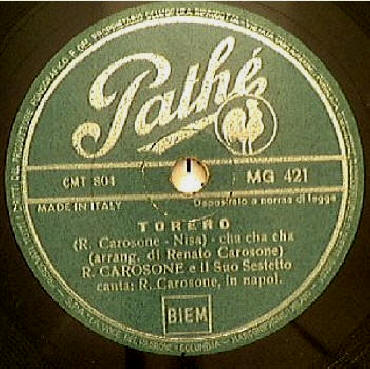 Pathé
CMT 804
MG 421
MADE IN ITALY
Depositato a norma di legge
TORERO
(R. Carosone - Nisa) - cha cha cha
(arrang. di Renato Carosone)
R. CAROSONE e il Suo Sestetto
canta: R. Carosone, in napol.
BIEM